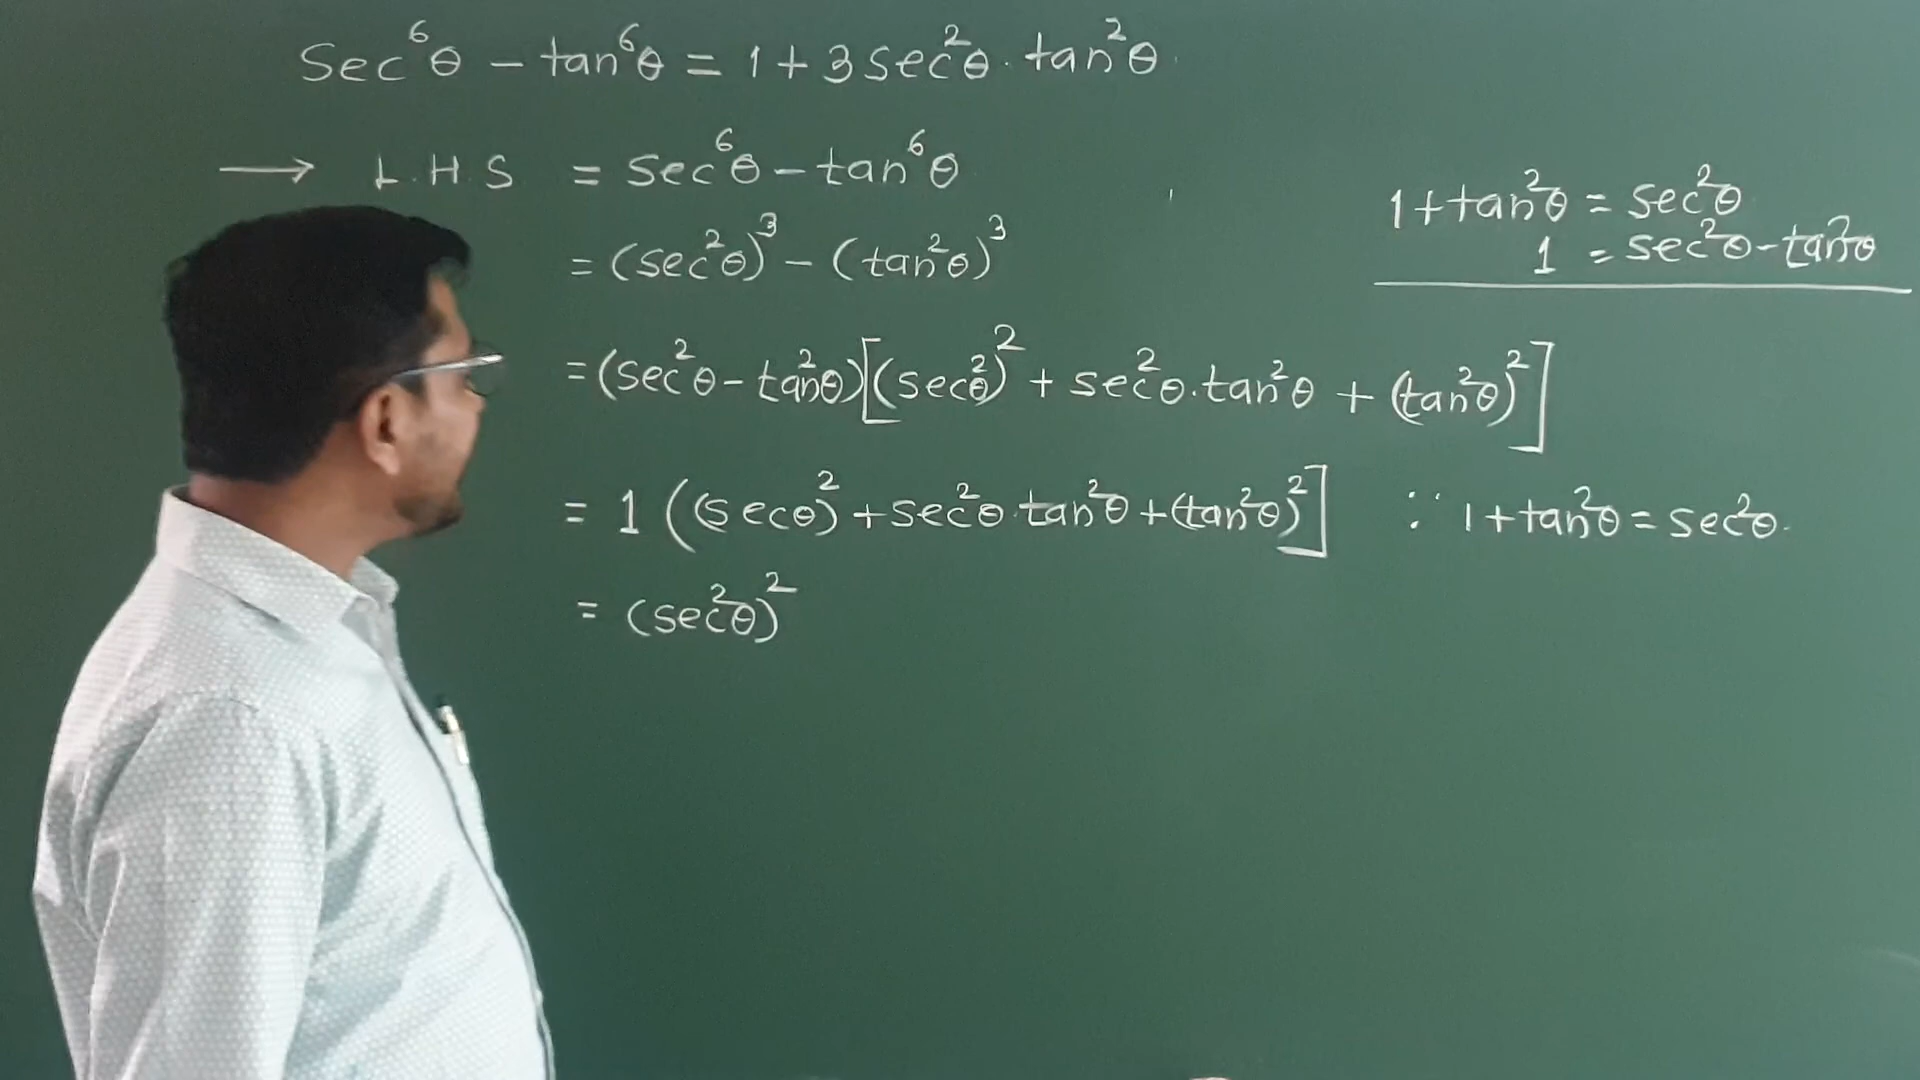 sec⁶θ - tan⁶θ = 1 + 3 sec²θ . tan²θ
→ L.H.S = sec⁶θ - tan⁶θ
= (sec²θ)³ - (tan²θ)³
1 + tan²θ = sec²θ
1 = sec²θ - tan²θ
= (sec²θ - tan²θ)[(sec²θ)² + sec²θ.tan²θ + (tan²θ)²]
= 1 ((secθ)² + sec²θ.tan²θ + (tan²θ)²] ∵ 1 + tan²θ = sec²θ.
= (sec²θ)²